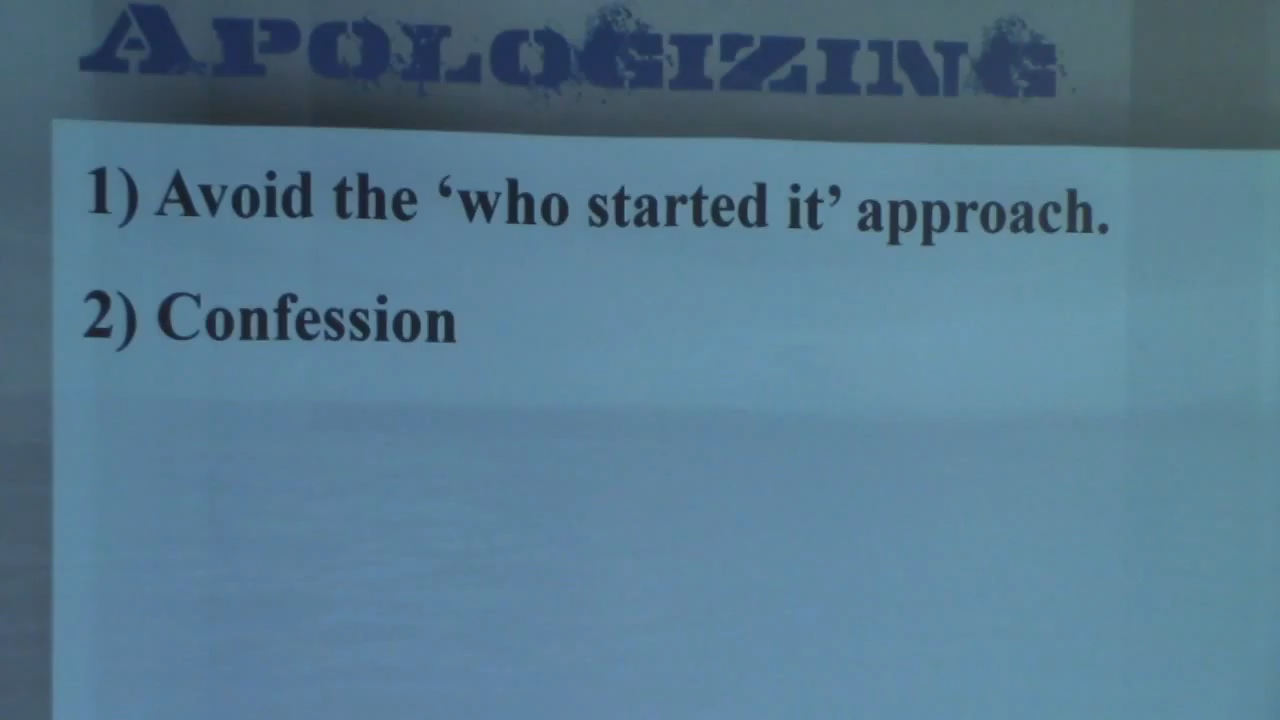 APOLOGIZING
1) Avoid the ‘who started it’ approach.
2) Confession